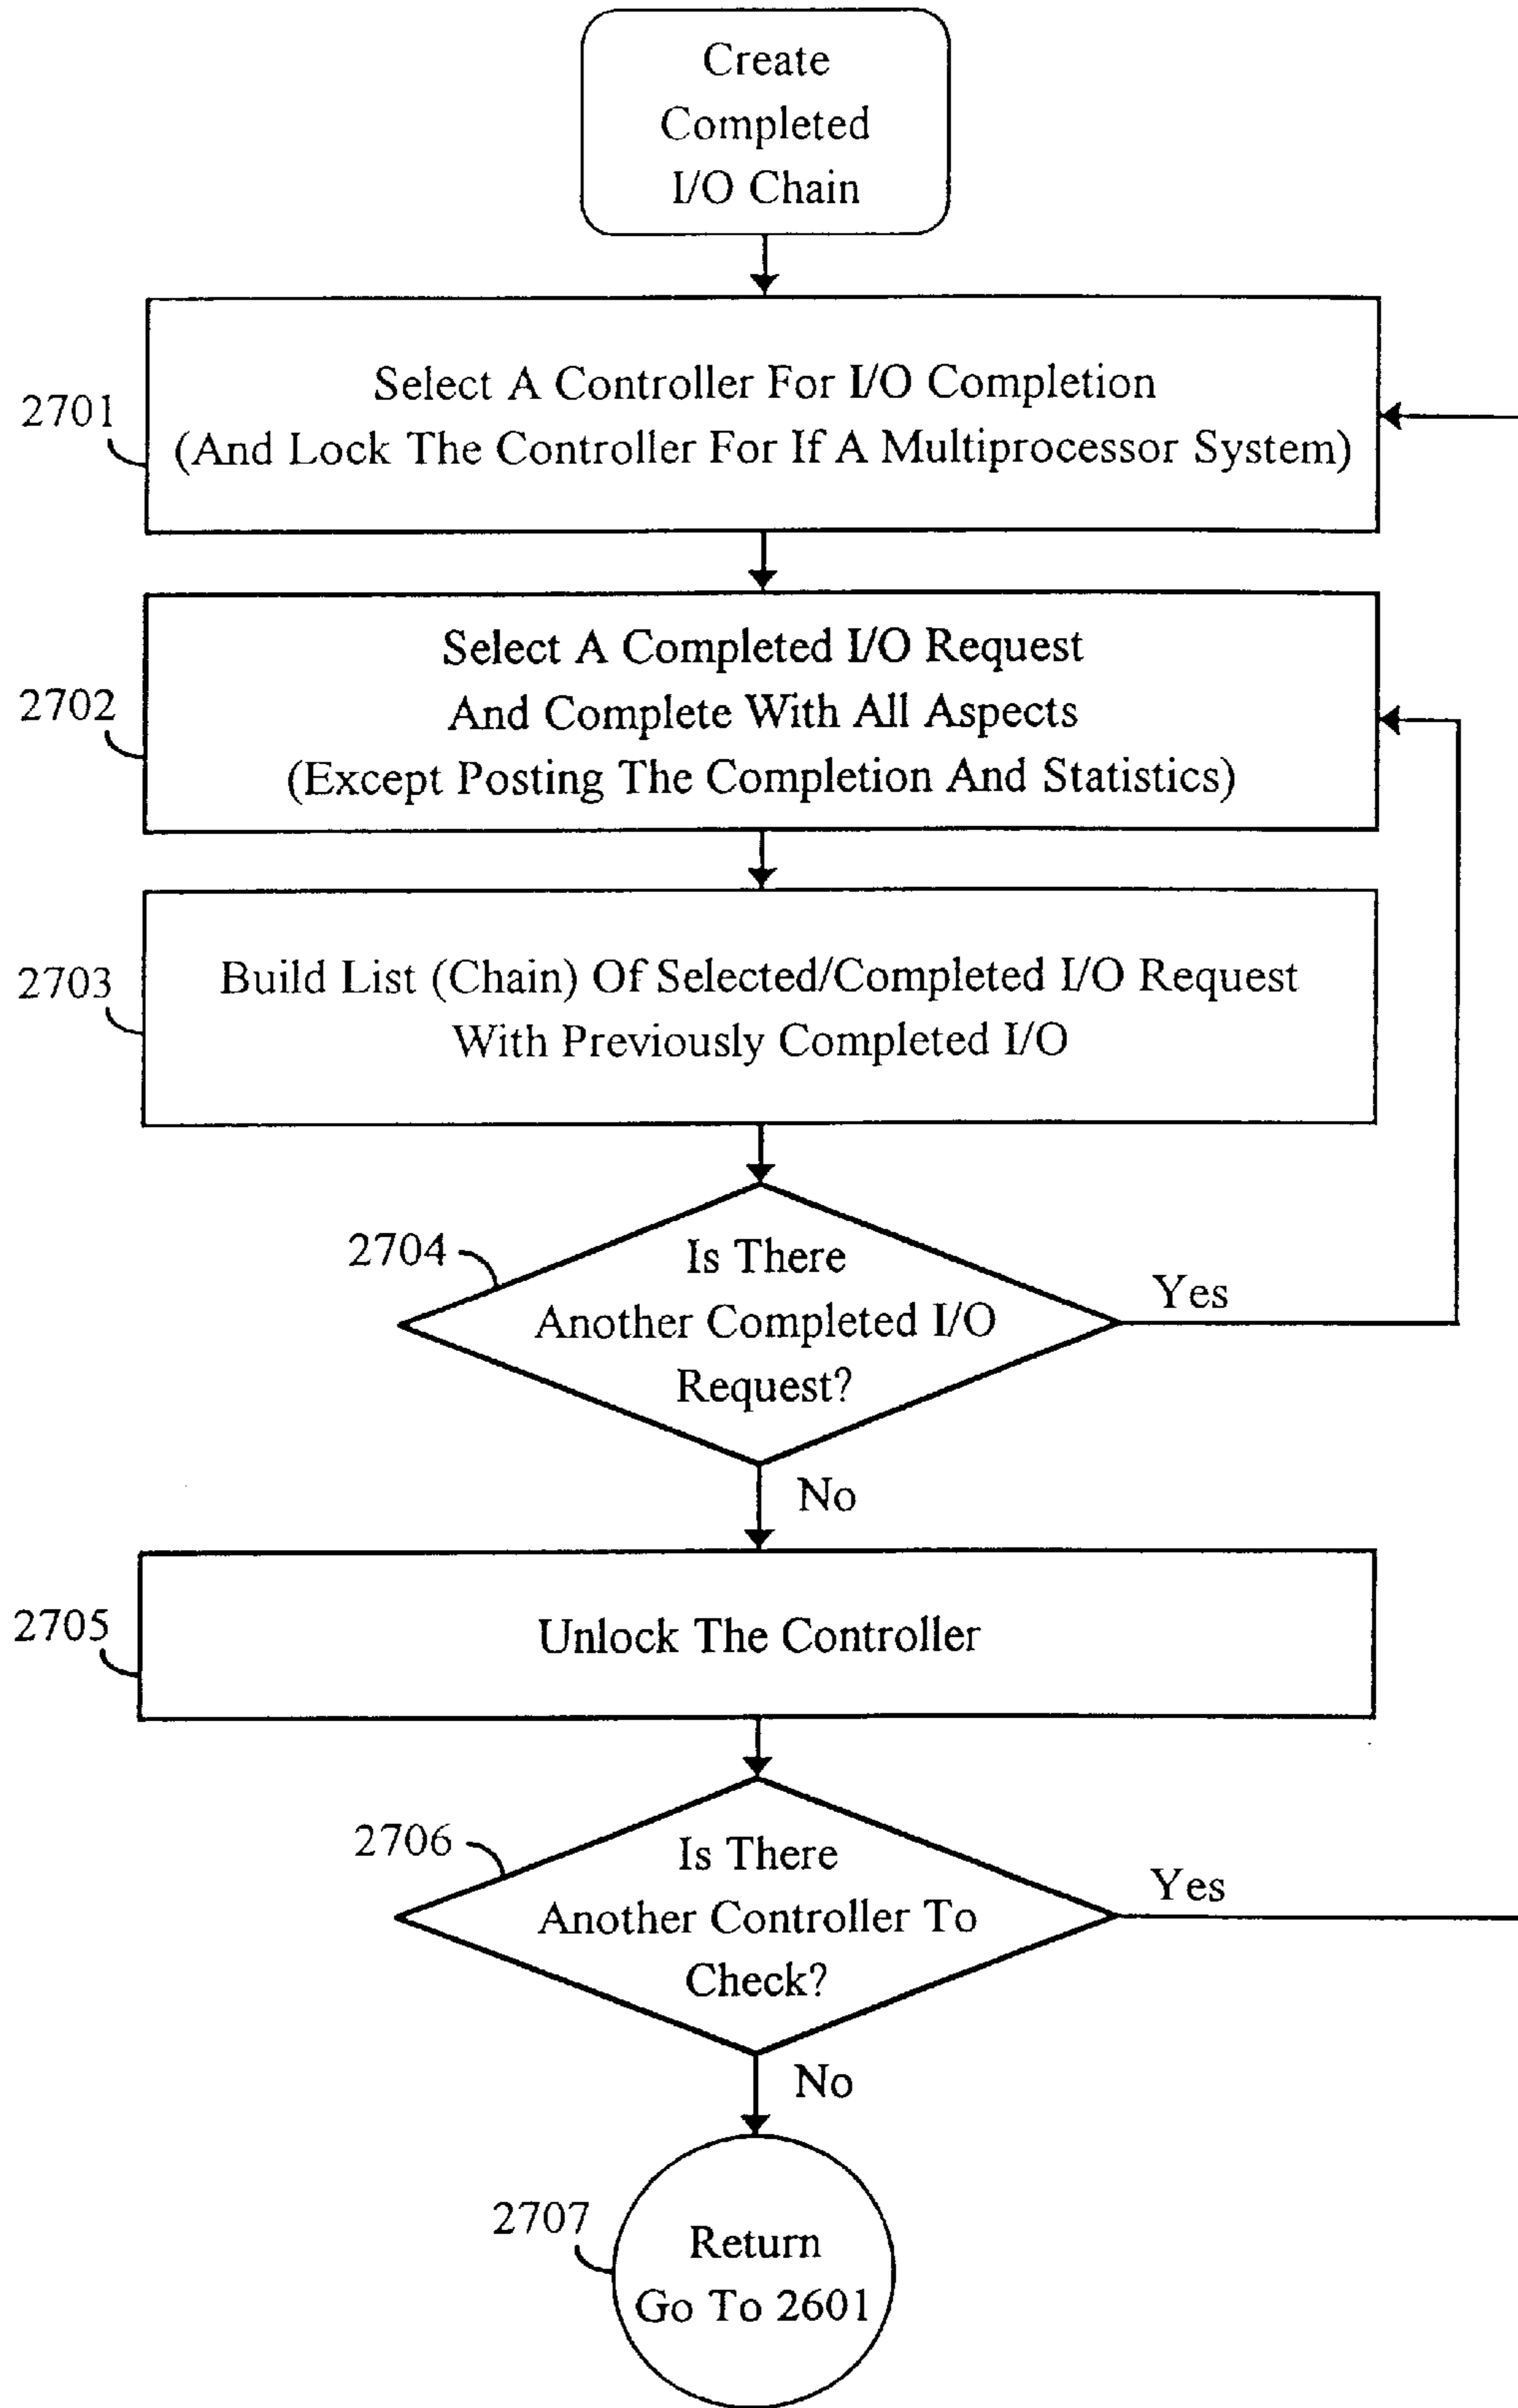 Create
Completed
I/O Chain
2701
Select A Controller For I/O Completion
(And Lock The Controller For If A Multiprocessor System)
2702
Select A Completed I/O Request
And Complete With All Aspects
(Except Posting The Completion And Statistics)
2703
Build List (Chain) Of Selected/Completed I/O Request
With Previously Completed I/O
2704
Is There
Another Completed I/O
Request?
Yes
No
2705
Unlock The Controller
2706
Is There
Another Controller To
Check?
Yes
No
2707
Return
Go To 2601